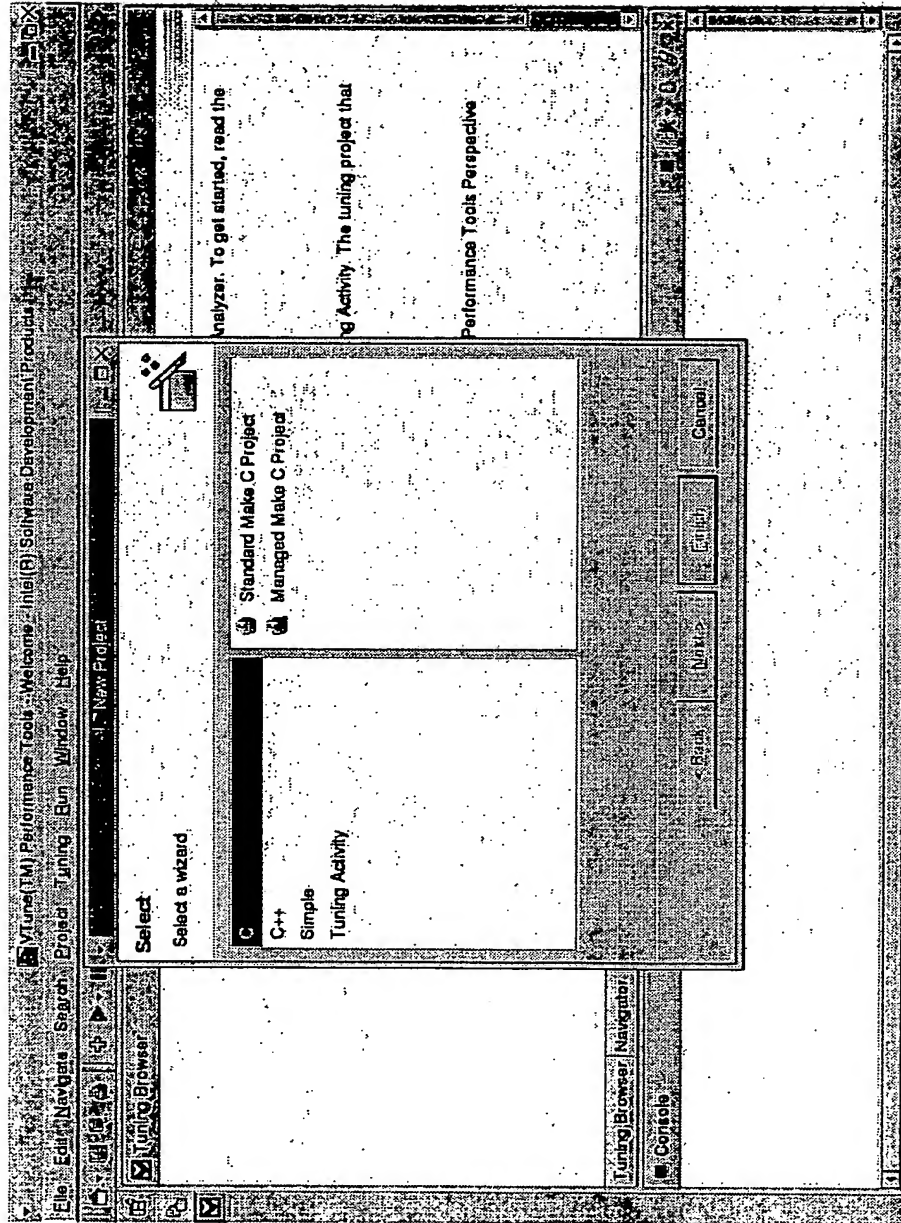 VTune(TM) Performance Tools - Welcome - Intel(R) Software Development Products
File Edit Navigate Search Project Tuning Run Window Help
Tuning Browser
New Project
Select
Select a wizard
C
C++
Simple
Tuning Activity
Standard Make C Project
Managed Make C Project
< Back
Next >
Finish
Cancel
Analyzer. To get started, read the
ng Activity. The tuning project that
Performance Tools Perspective
Tuning Browser Navigator
Console